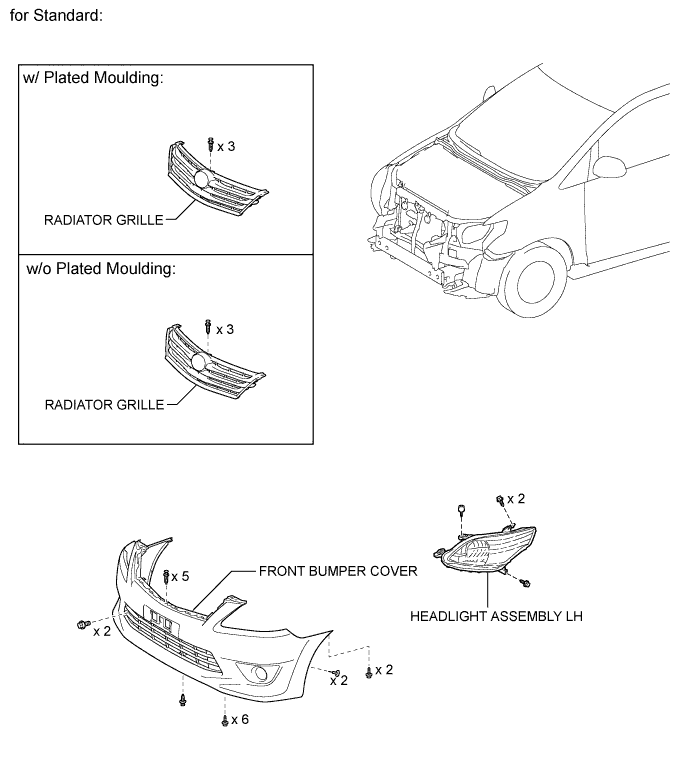 for Standard:
w/ Plated Moulding:
x 3
RADIATOR GRILLE
w/o Plated Moulding:
x 3
RADIATOR GRILLE
x 2
x 5
FRONT BUMPER COVER
HEADLIGHT ASSEMBLY LH
x 2
x 2
x 2
x 6